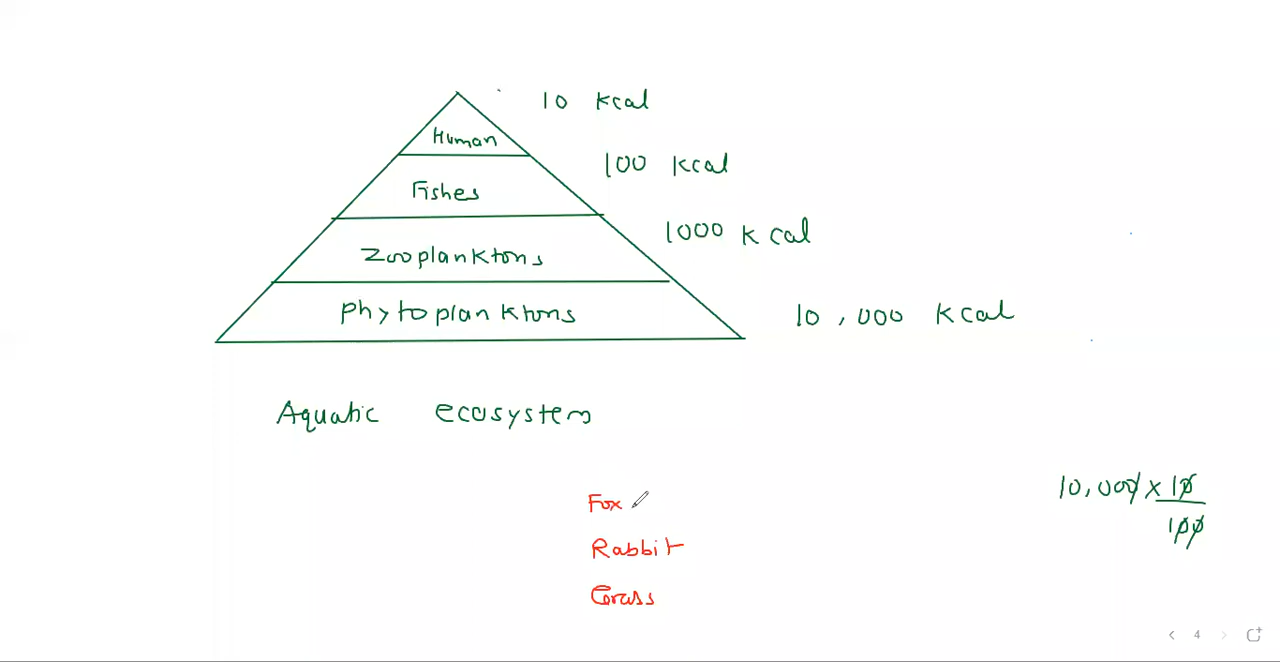 10 kcal
Human
100 kcal
Fishes
1000 kcal
Zooplanktons
Phytoplanktons
10,000 kcal
Aquatic ecosystem
10,000 x 10
100
Fox
Rabbit
Grass
4